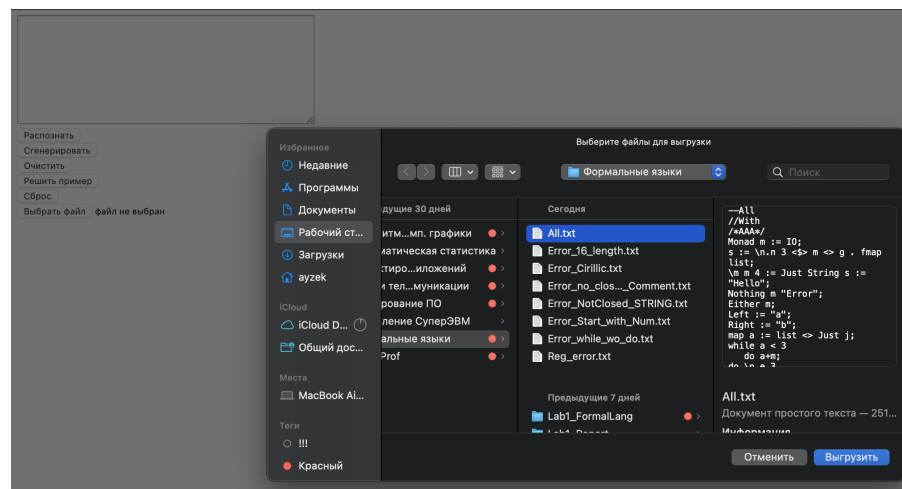 Распознать
Сгенерировать
Очистить
Решить пример
Сброс
Выбрать файл файл не выбран
Выберите файлы для выгрузки
Избранное
Недавние
Программы
Документы
Рабочий ст...
Загрузки
ayzek
iCloud
iCloud D...
Общий дос...
Места
MacBook Ai...
Теги
!!!
Красный
Формальные языки
Поиск
дущие 30 дней
итм...мп. графики
матическая статистика
тиро...иложений
и тел...муникации
рование ПО
ление СуперЭВМ
альные языки
Prof
Сегодня
All.txt
Error_16_length.txt
Error_Cirillic.txt
Error_no_clos..._Comment.txt
Error_NotClosed_STRING.txt
Error_Start_with_Num.txt
Error_while_wo_do.txt
Reg_error.txt
Предыдущие 7 дней
Lab1_FormalLang
Lab1_Report
--All
//With
/*AAA*/
Monad m := IO;
s := \n.n 3 <$> m <> g . fmap
list;
\m m 4 := Just String s :=
"Hello";
Nothing m "Error";
Either m;
Left := "a";
Right := "b";
map a := list <> Just j;
while a < 3
do a+m;
do \n e 3
All.txt
Документ простого текста — 251...
Информация
Отменить
Выгрузить